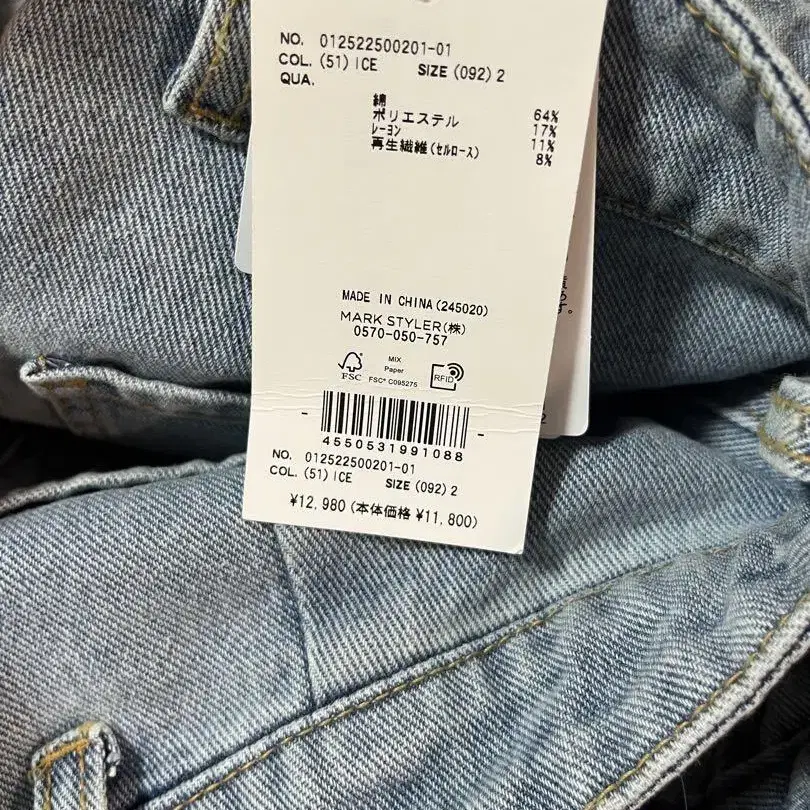 NO. 012522500201-01
COL. (51) ICE SIZE (092) 2
QUA.
綿 64%
ポリエステル 17%
レーヨン 11%
再生繊維(セルロース) 8%
MADE IN CHINA(245020)
MARK STYLER(株)
0570-050-757
FSC
MIX
Paper
FSC® C095275
RFID
4550531991088
NO. 012522500201-01
COL. (51) ICE SIZE (092) 2
¥12,980(本体価格 ¥11,800)
2